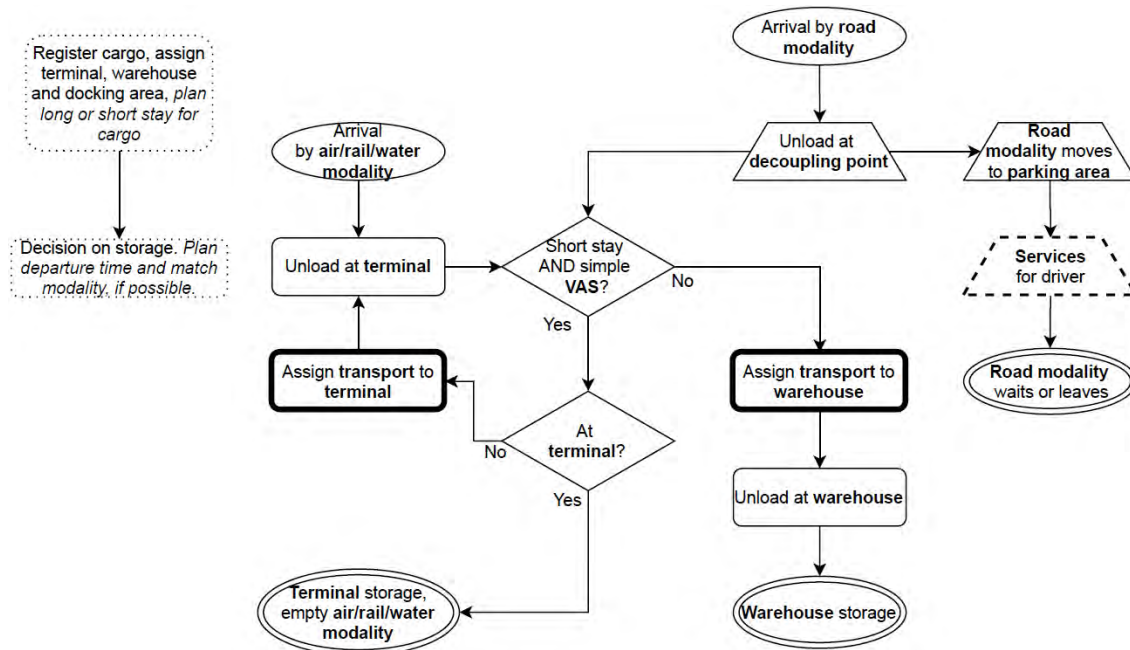 Register cargo, assign
terminal, warehouse
and docking area, plan
long or short stay for
cargo
Decision on storage. Plan
departure time and match
modality, if possible.
Arrival
by air/rail/water
modality
Unload at terminal
Assign transport to
terminal
Arrival by road
modality
Unload at
decoupling point
Road
modality moves
to parking area
Services
for driver
Road modality
waits or leaves
Short stay
AND simple
VAS?
No
Yes
At
terminal?
No
Yes
Assign transport to
warehouse
Unload at warehouse
Warehouse storage
Terminal storage,
empty air/rail/water
modality